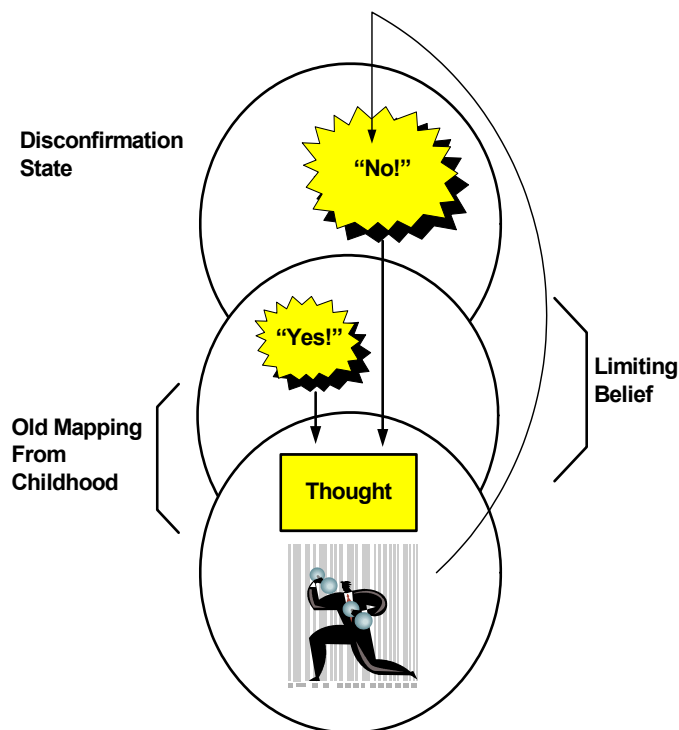 Disconfirmation
State
“No!”
“Yes!”
Limiting
Belief
Old Mapping
From
Childhood
Thought